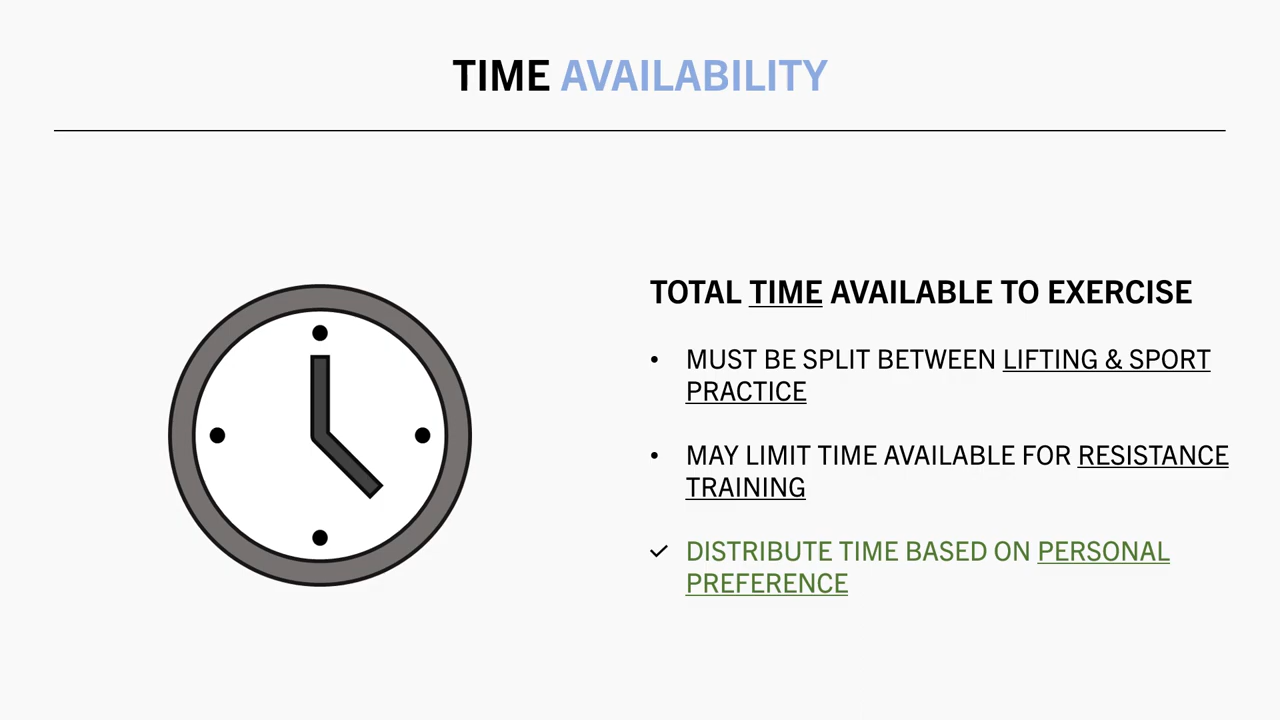 TIME AVAILABILITY
TOTAL TIME AVAILABLE TO EXERCISE
• MUST BE SPLIT BETWEEN LIFTING & SPORT
PRACTICE
• MAY LIMIT TIME AVAILABLE FOR RESISTANCE
TRAINING
✓ DISTRIBUTE TIME BASED ON PERSONAL
PREFERENCE